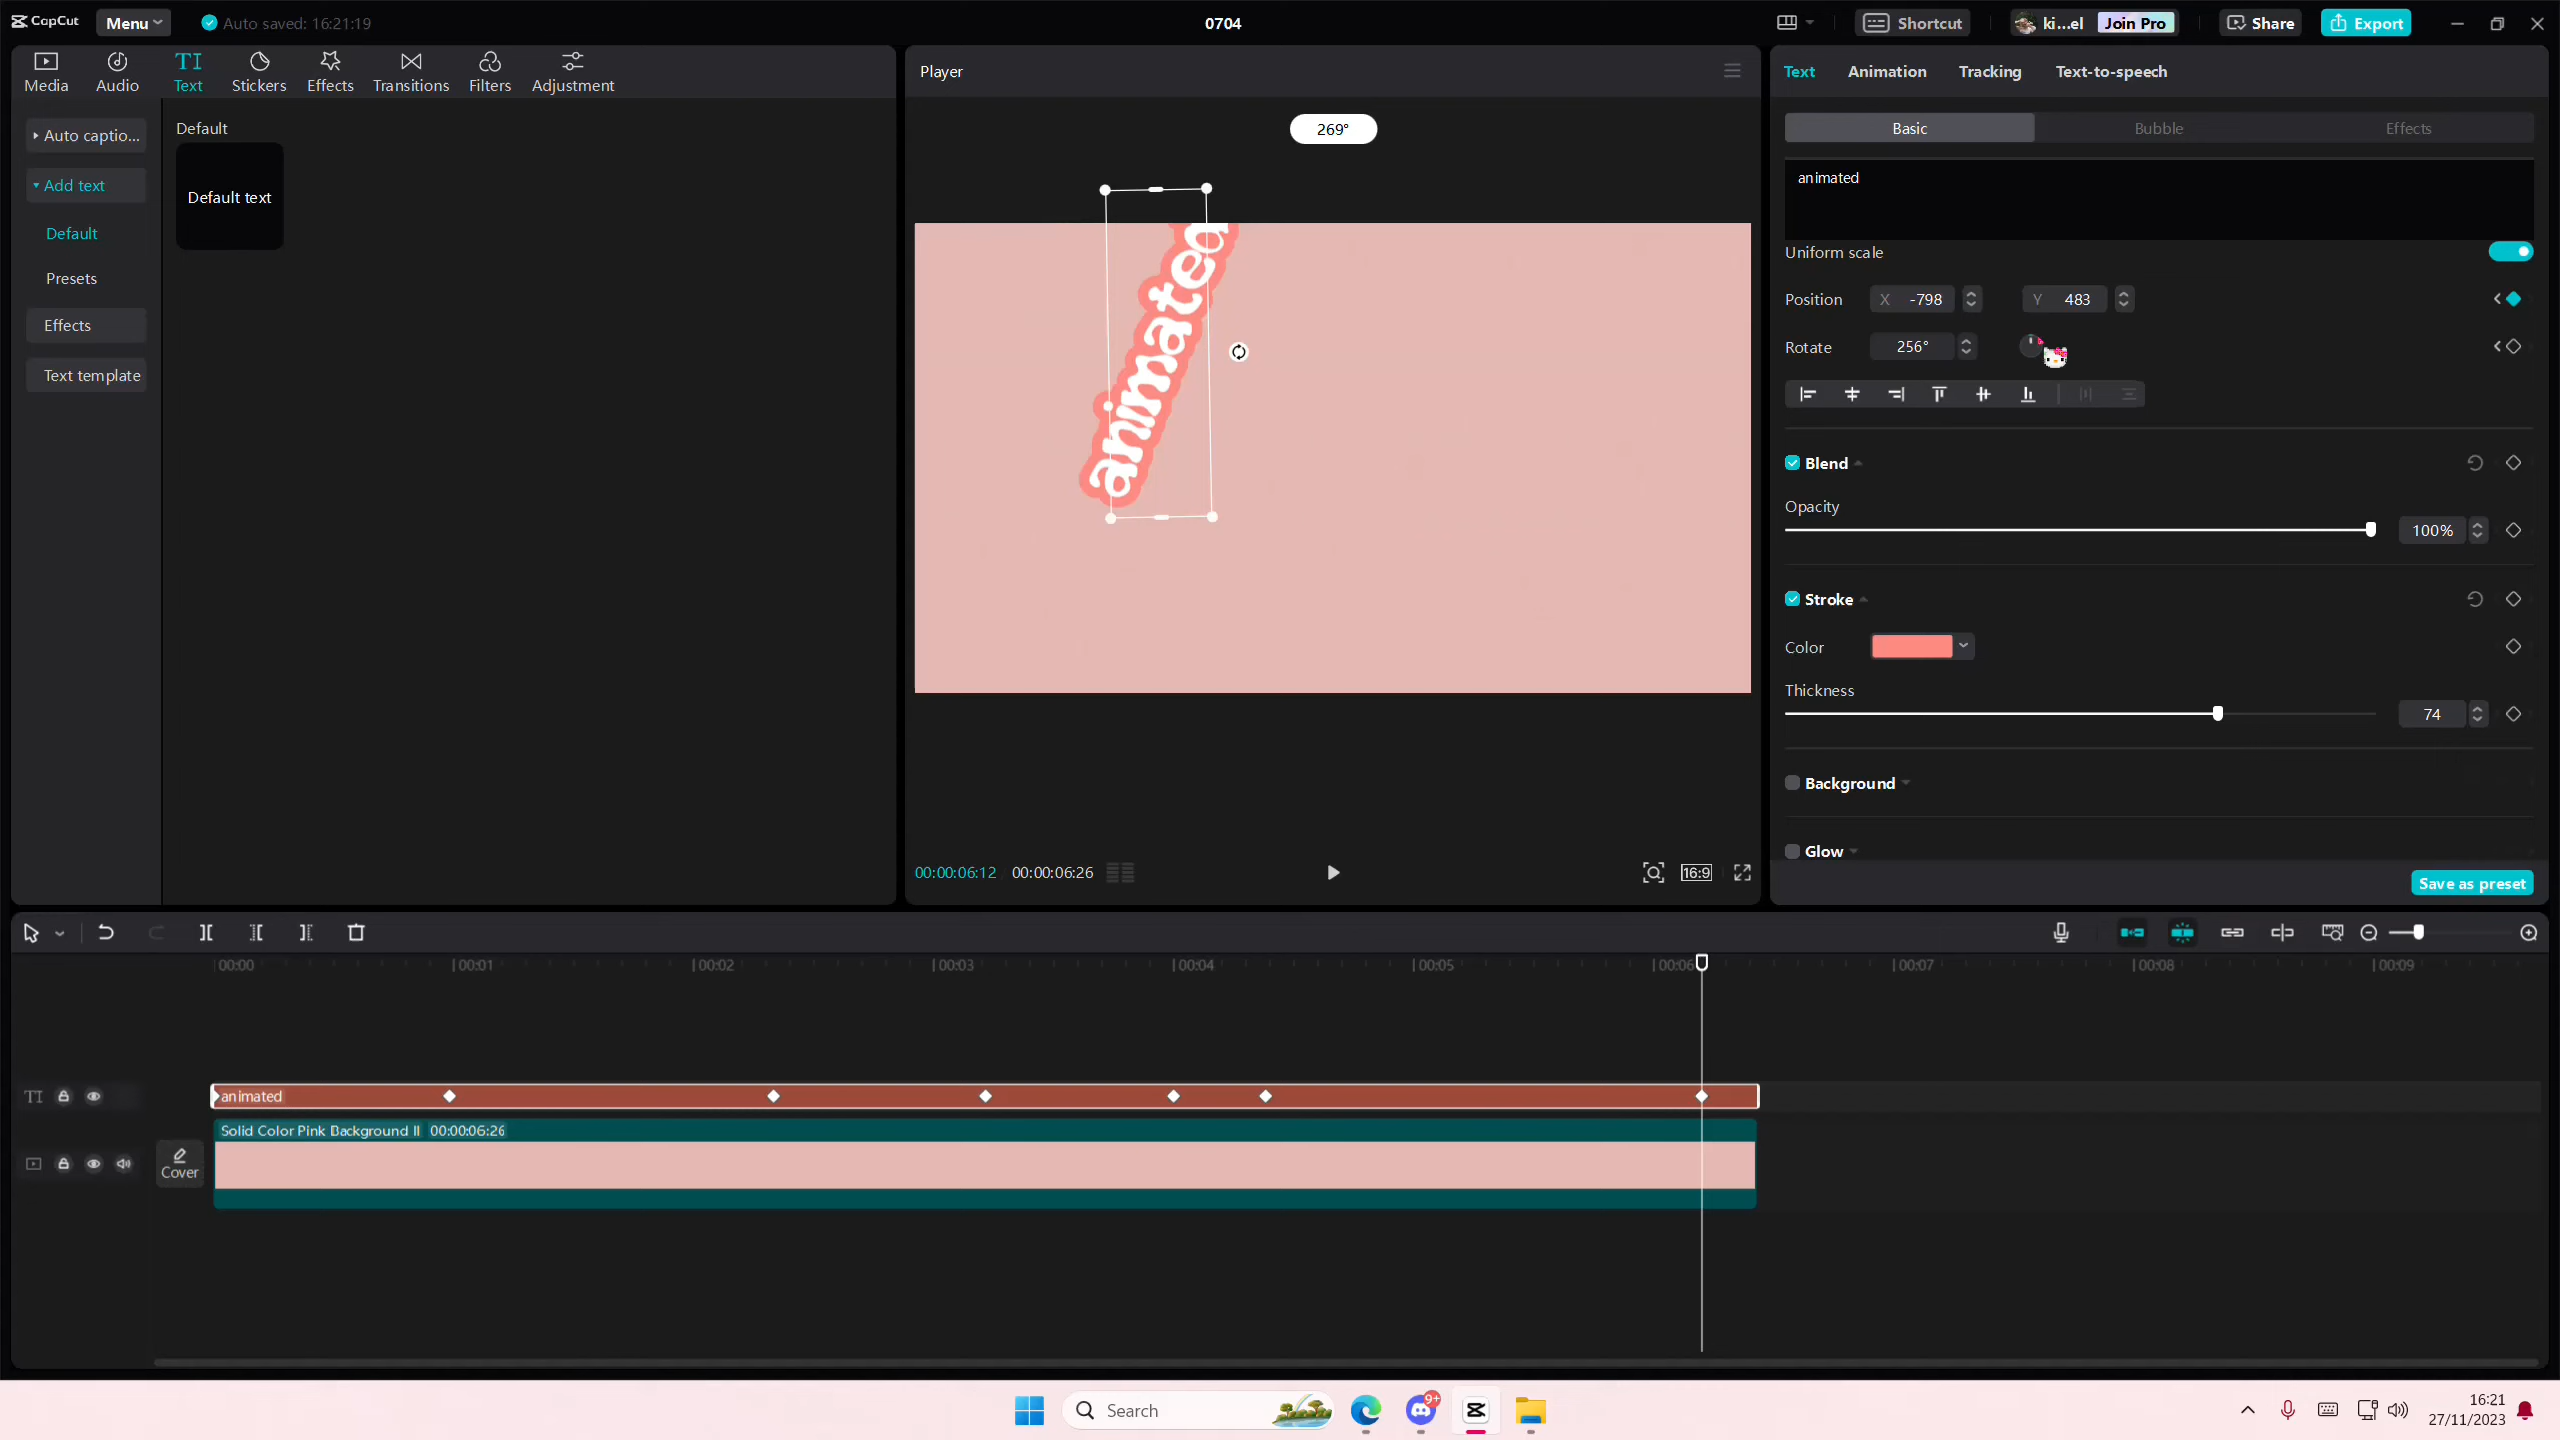 CapCut
Menu
Auto saved: 16:21:19
0704
Shortcut
ki...el
Join Pro
Share
Export
Media
Audio
TI
Text
Stickers
Effects
Transitions
Filters
Adjustment
Auto captio...
Add text
Default
Presets
Effects
Text template
Default
Default text
Player
269°
animated
00:00:06:12
00:00:06:26
16:9
Text
Animation
Tracking
Text-to-speech
Basic
Bubble
Effects
animated
Uniform scale
Position
X -798
Y 483
Rotate
256°
Blend
Opacity
100%
Stroke
Color
Thickness
74
Background
Glow
Save as preset
00:00
00:01
00:02
00:03
00:04
00:05
00:06
00:07
00:08
00:09
TI
animated
Solid Color Pink Background II 00:00:06:26
Cover
Search
9+
16:21
27/11/2023